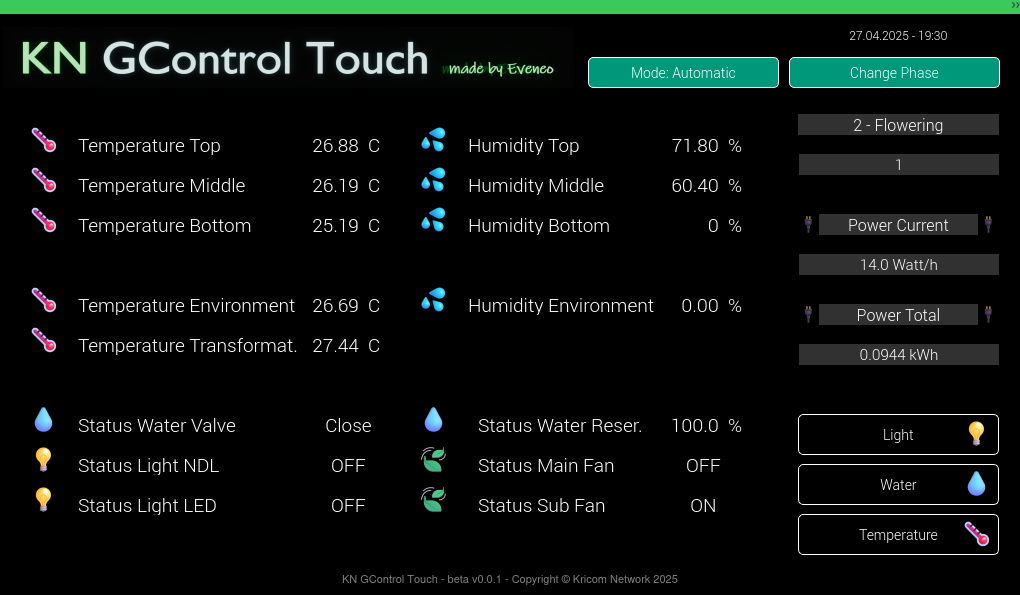 ››
27.04.2025 - 19:30
KN GControl Touch made by Eveneo
Mode: Automatic
Change Phase
2 - Flowering
1
Temperature Top 26.88 C
Humidity Top 71.80 %
Temperature Middle 26.19 C
Humidity Middle 60.40 %
Temperature Bottom 25.19 C
Humidity Bottom 0 %
Power Current
14.0 Watt/h
Temperature Environment 26.69 C
Humidity Environment 0.00 %
Power Total
Temperature Transformat. 27.44 C
0.0944 kWh
Status Water Valve Close
Status Water Reser. 100.0 %
Status Light NDL OFF
Status Main Fan OFF
Status Light LED OFF
Status Sub Fan ON
Light
Water
Temperature
KN GControl Touch - beta v0.0.1 - Copyright © Kricom Network 2025